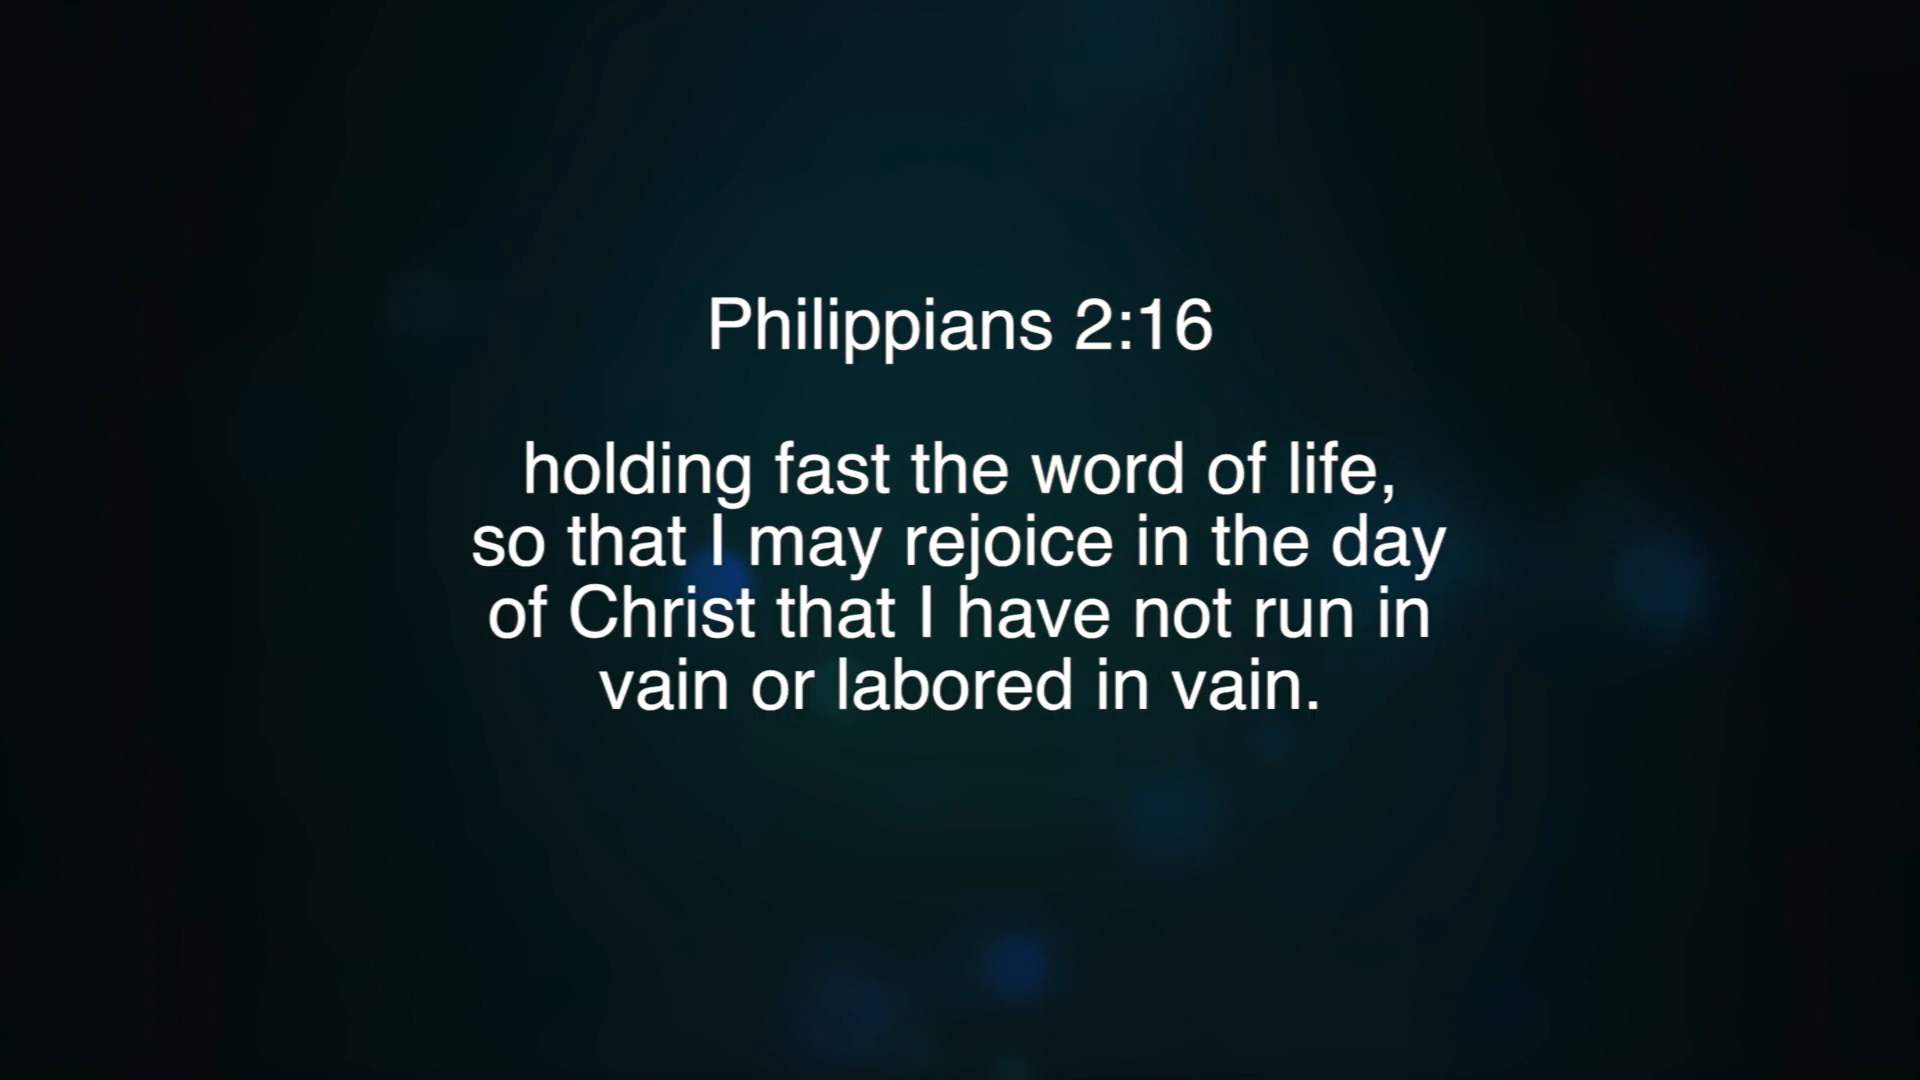 Philippians 2:16
holding fast the word of life,
so that I may rejoice in the day
of Christ that I have not run in
vain or labored in vain.